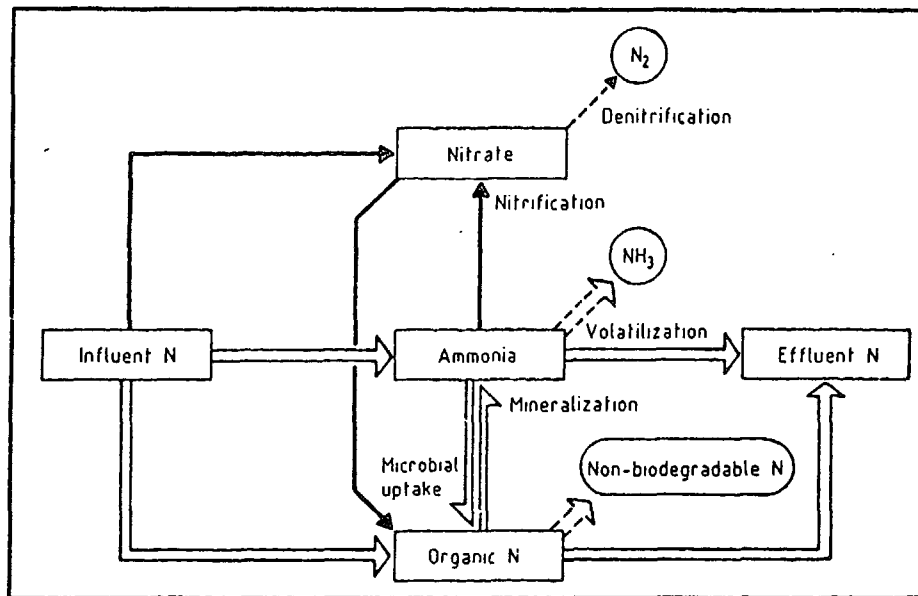 N₂
Denitrification
Nitrate
Nitrification
NH₃
Volatilization
Influent N
Ammonia
Effluent N
Mineralization
Microbial
uptake
Non-biodegradable N
Organic N